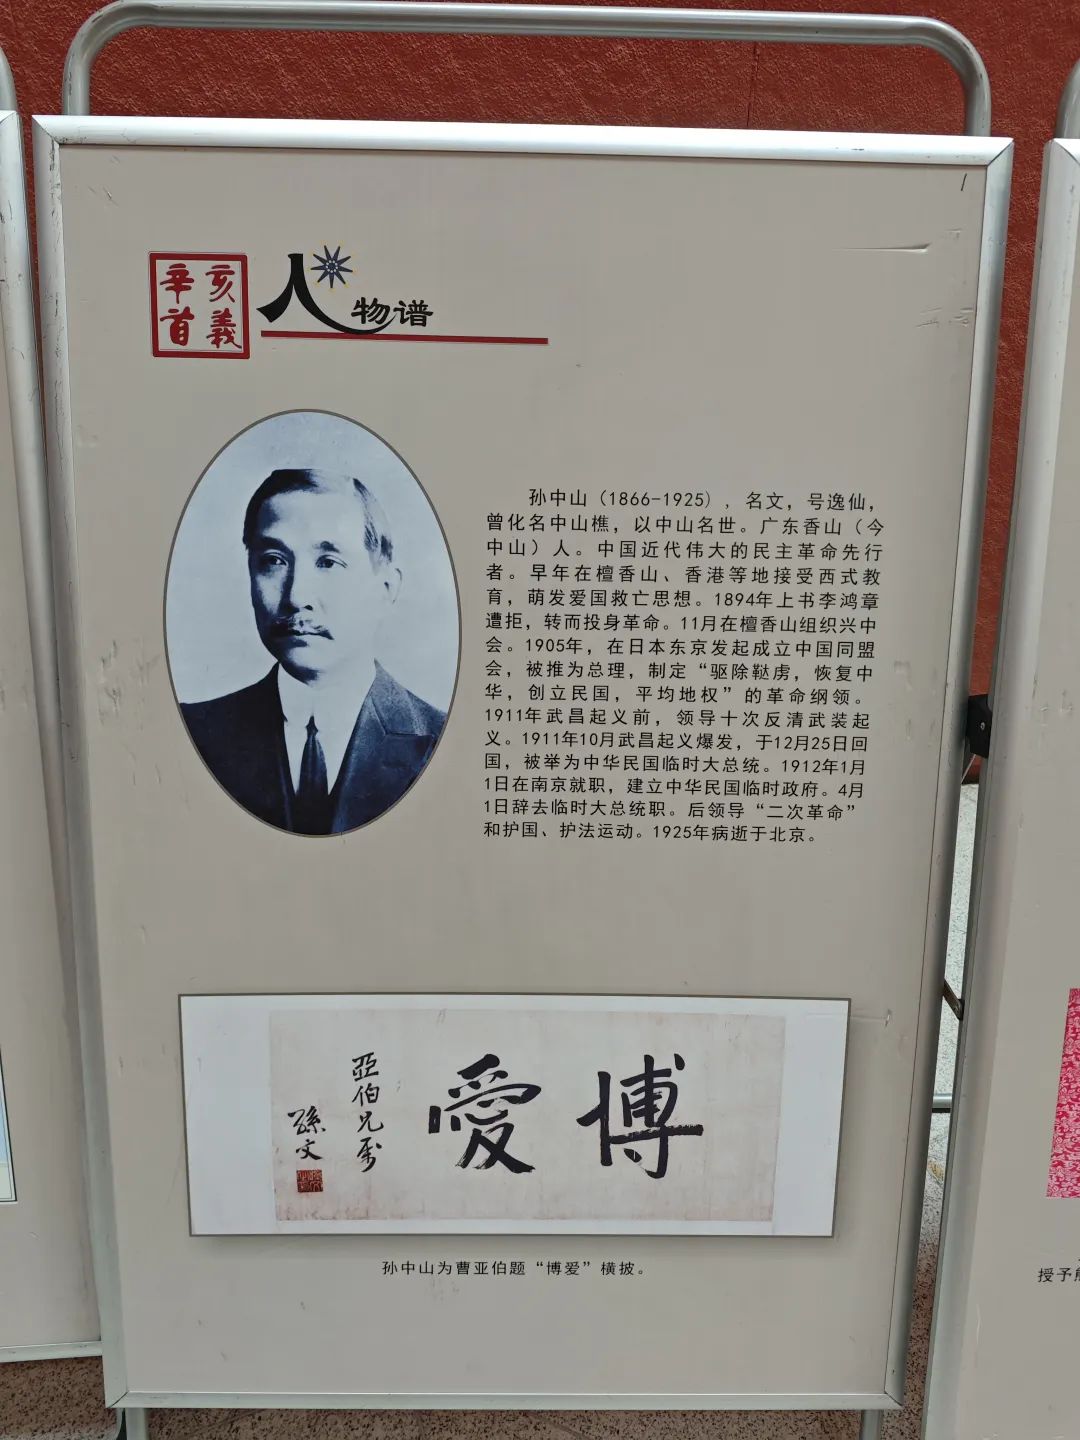 辛亥
首義
人物谱
孙中山（1866-1925），名文，号逸仙，
曾化名中山樵，以中山名世。广东香山（今
中山）人。中国近代伟大的民主革命先行
者。早年在檀香山、香港等地接受西式教
育，萌发爱国救亡思想。1894年上书李鸿章
遭拒，转而投身革命。11月在檀香山组织兴中
会。1905年，在日本东京发起成立中国同盟
会，被推为总理，制定“驱除鞑虏，恢复中
华，创立民国，平均地权”的革命纲领。
1911年武昌起义前，领导十次反清武装起
义。1911年10月武昌起义爆发，于12月25日回
国，被举为中华民国临时大总统。1912年1月
1日在南京就职，建立中华民国临时政府。4月
1日辞去临时大总统职。后领导“二次革命”
和护国、护法运动。1925年病逝于北京。
博愛
亞伯兄属
孫文
孙中山为曹亚伯题“博爱”横披。
授予